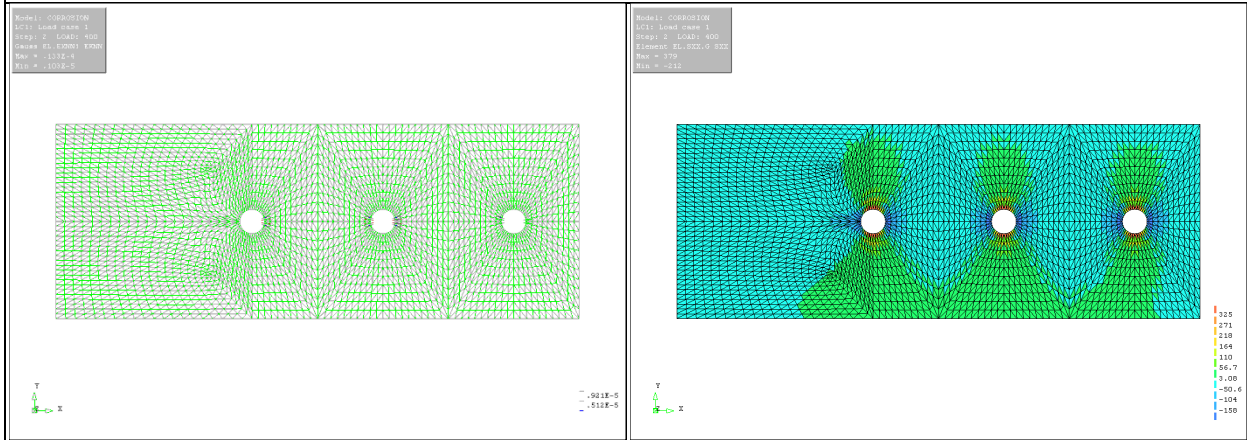 Model: CORROSION
LC1: Load case 1
Step: 2 LOAD: 400
Gauss EL.EKNN1 EKNN
Max = .133E-4
Min = .103E-5
Y
X
.921E-5
.512E-5
Model: CORROSION
LC1: Load case 1
Step: 2 LOAD: 400
Element EL.SXX.G SXX
Max = 379
Min = -212
Y
X
325
271
218
164
110
56.7
3.08
-50.6
-104
-158